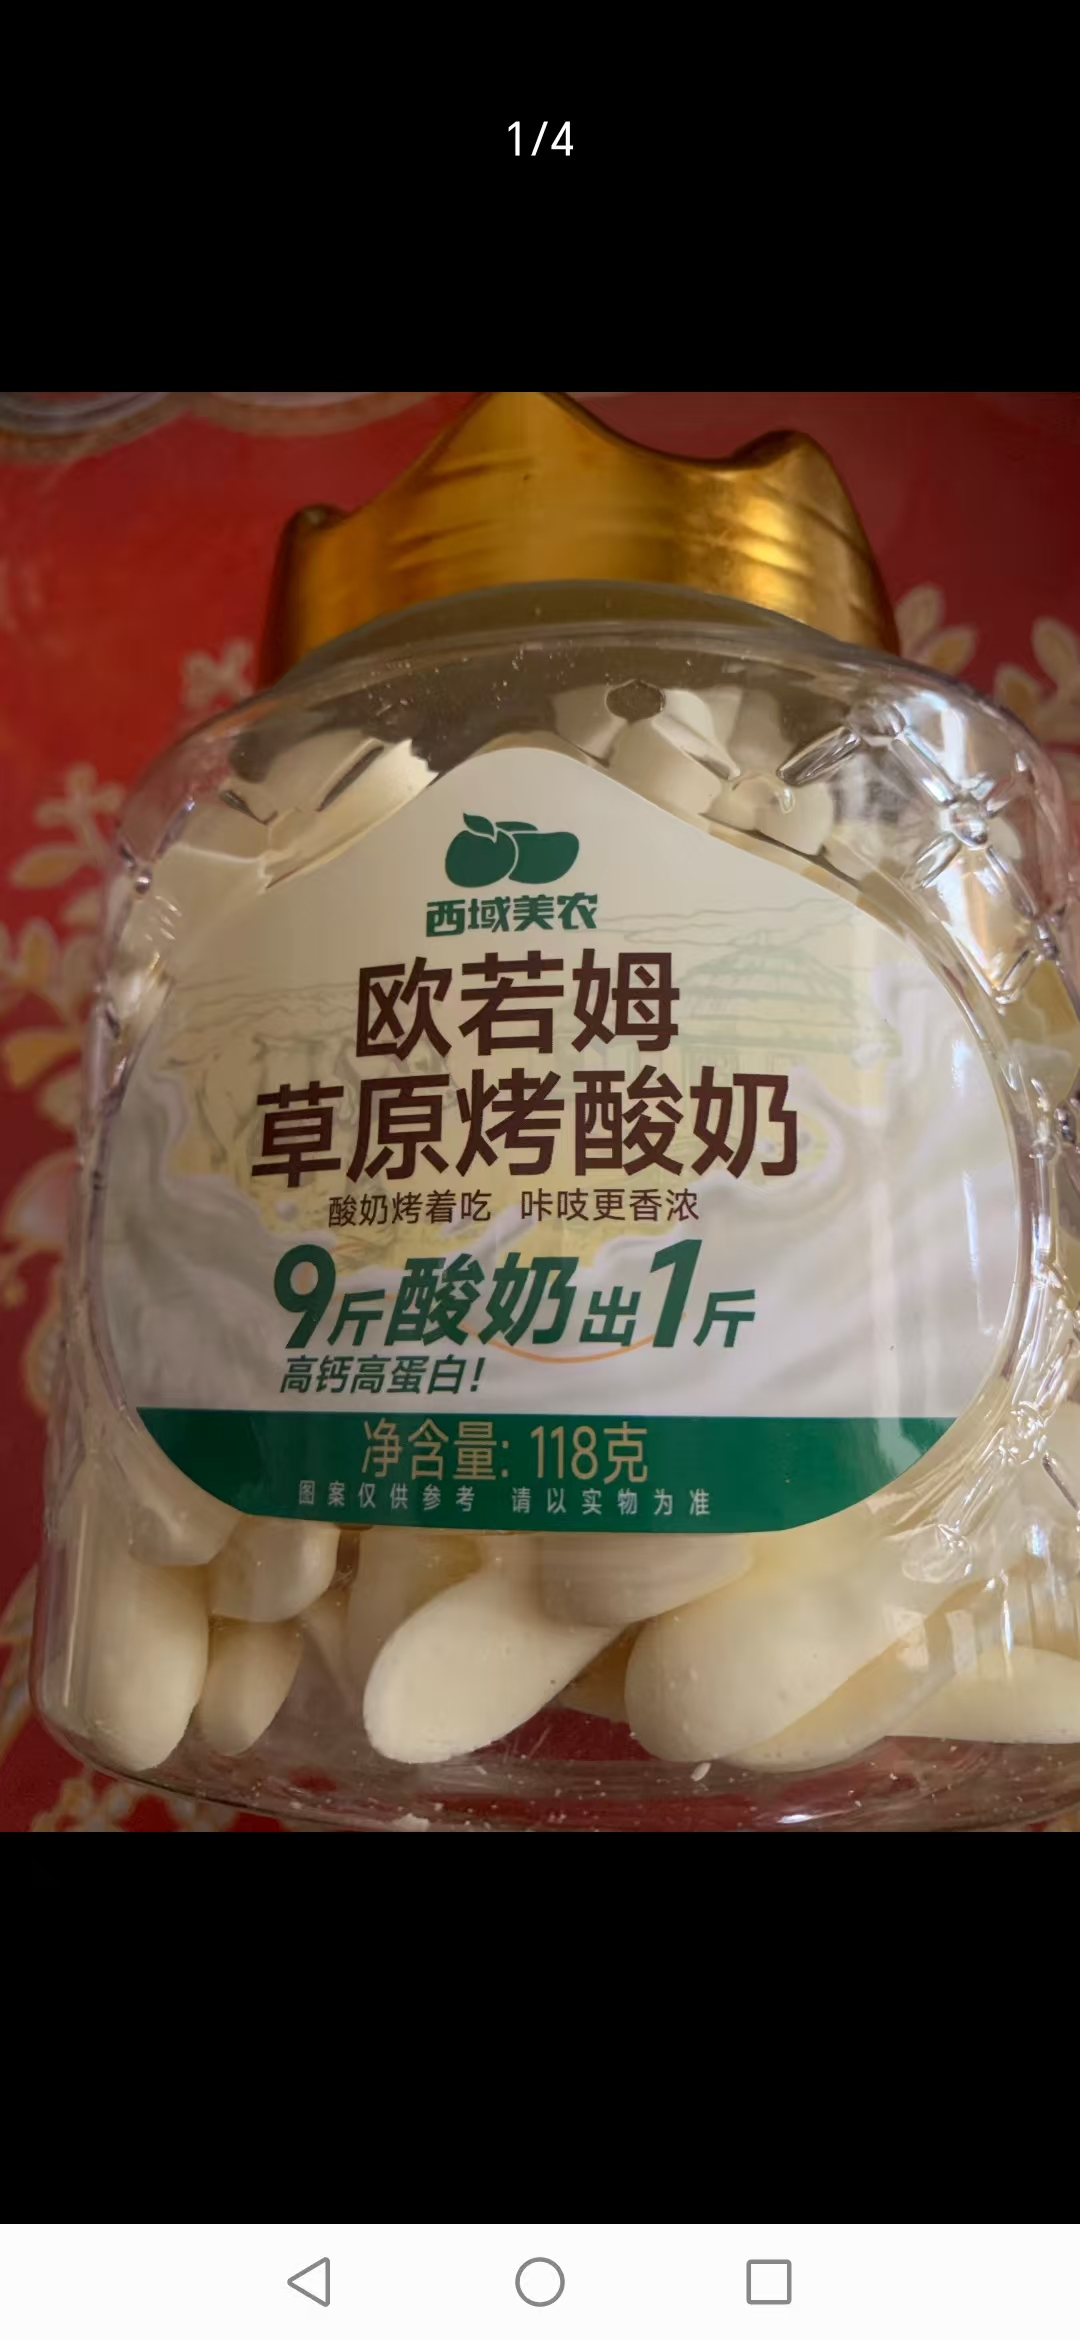 1/4
西域美农
欧若姆
草原烤酸奶
酸奶烤着吃 咔吱更香浓
9斤酸奶出1斤
高钙高蛋白!
净含量: 118克
图案仅供参考 请以实物为准